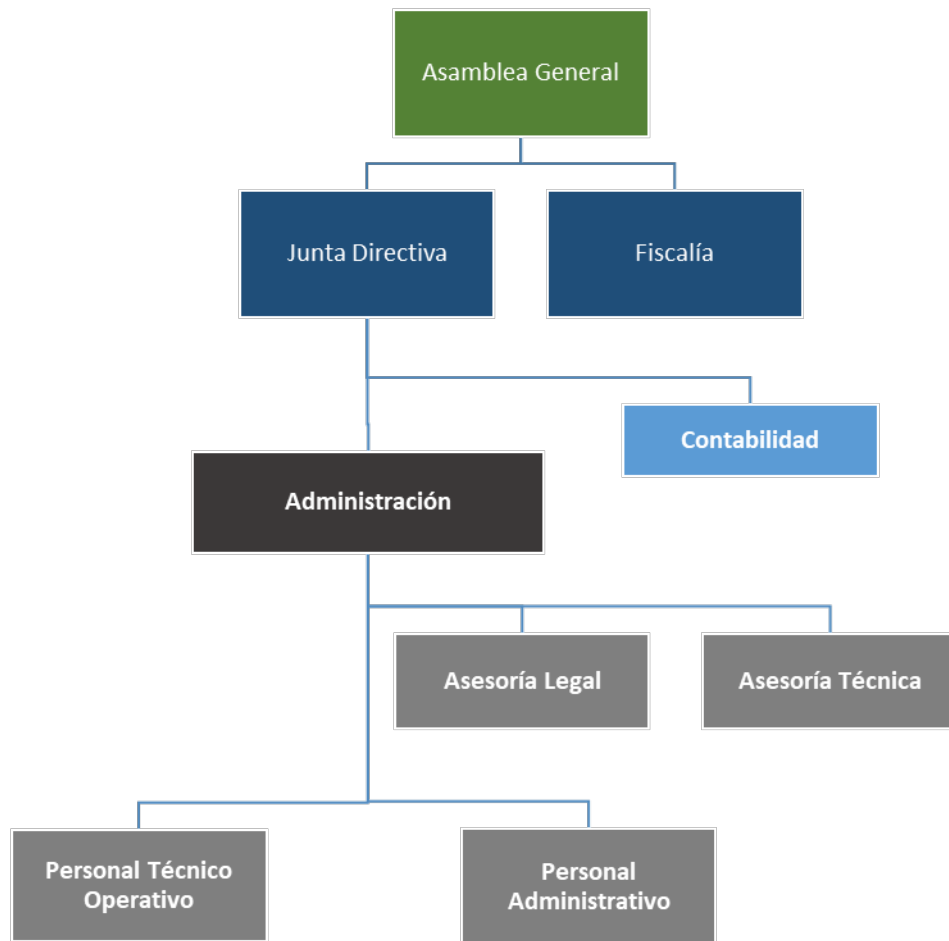 Asamblea General
Junta Directiva
Fiscalía
Contabilidad
Administración
Asesoría Legal
Asesoría Técnica
Personal Técnico
Operativo
Personal
Administrativo